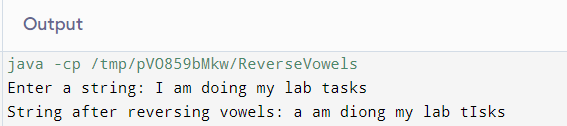 Output
java -cp /tmp/pVO859bMkw/ReverseVowels
Enter a string: I am doing my lab tasks
String after reversing vowels: a am diong my lab tIsks